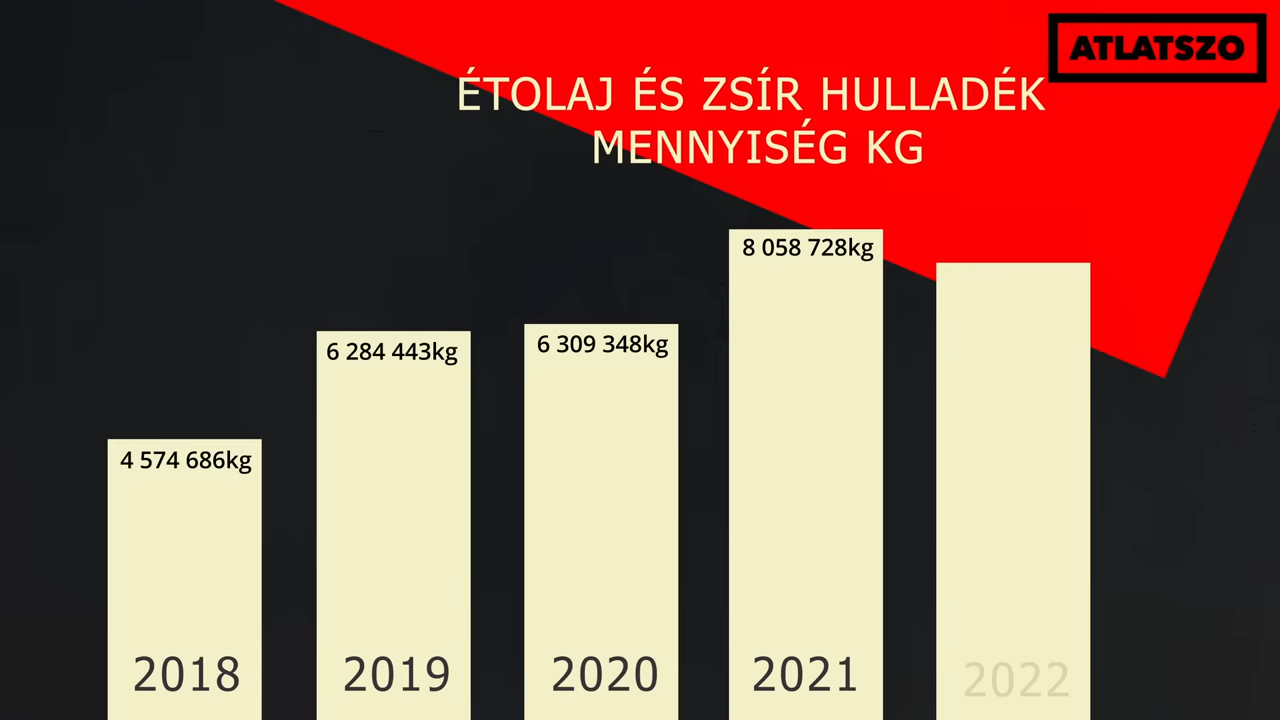 ATLATSZO
ÉTOLAJ ÉS ZSÍR HULLADÉK
MENNYISÉG KG
8 058 728kg
6 309 348kg
6 284 443kg
4 574 686kg
2018
2019
2020
2021
2022